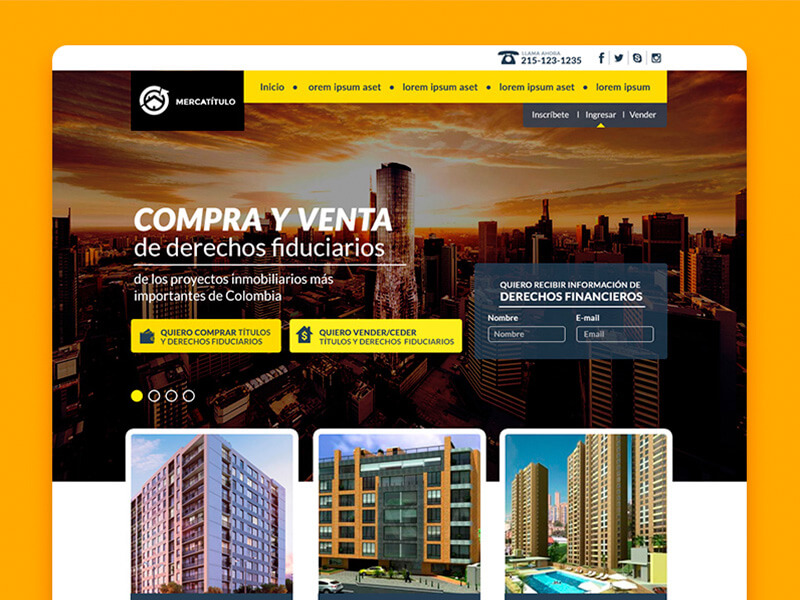 LLAMA AHORA
215-123-1235
MERCATÍTULO
Inicio • orem ipsum aset • lorem ipsum aset • lorem ipsum aset • lorem ipsum
Inscríbete | Ingresar | Vender
COMPRA Y VENTA
de derechos fiduciarios
de los proyectos inmobiliarios más
importantes de Colombia
QUIERO COMPRAR TÍTULOS
Y DERECHOS FIDUCIARIOS
QUIERO VENDER/CEDER
TÍTULOS Y DERECHOS FIDUCIARIOS
QUIERO RECIBIR INFORMACIÓN DE
DERECHOS FINANCIEROS
Nombre E-mail
Nombre Email